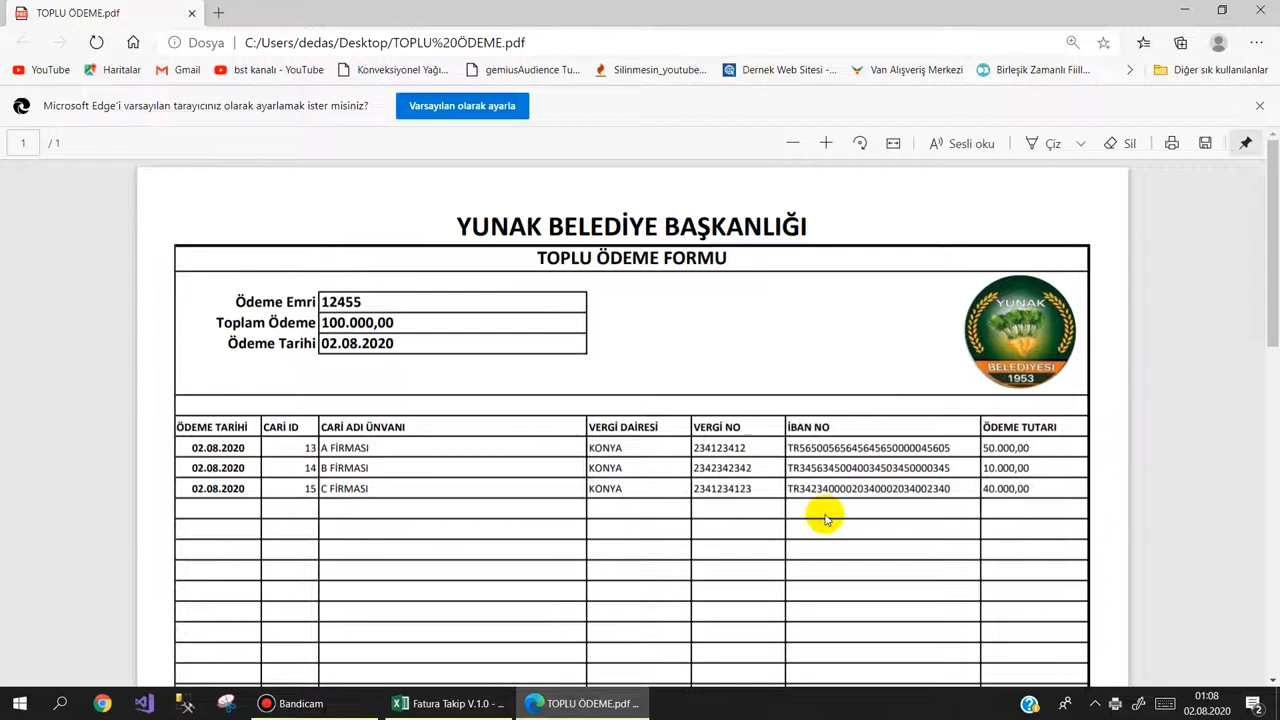 TOPLU ÖDEME.pdf
Dosya C:/Users/dedas/Desktop/TOPLU%20ÖDEME.pdf
YouTube Haritalar Gmail bst kanalı - YouTube Konveksiyonel Yağı... gemiusAudience Tu... Silinmesin_youtube... Dernek Web Sitesi -... Van Alışveriş Merkezi Birleşik Zamanlı Fiill... Diğer sık kullanılanlar
Microsoft Edge'i varsayılan tarayıcınız olarak ayarlamak ister misiniz? Varsayılan olarak ayarla
1 / 1 Sesli oku Çiz Sil
YUNAK BELEDİYE BAŞKANLIĞI
TOPLU ÖDEME FORMU
Ödeme Emri 12455
Toplam Ödeme 100.000,00
Ödeme Tarihi 02.08.2020
YUNAK
BELEDİYESİ
1953
ÖDEME TARİHİ CARİ ID CARİ ADI ÜNVANI VERGİ DAİRESİ VERGİ NO İBAN NO ÖDEME TUTARI
02.08.2020 13 A FİRMASI KONYA 234123412 TR56500565645645650000045605 50.000,00
02.08.2020 14 B FİRMASI KONYA 2342342342 TR34563450040034503450000345 10.000,00
02.08.2020 15 C FİRMASI KONYA 2341234123 TR34234000020340002034002340 40.000,00
Bandicam Fatura Takip V.1.0 - ... TOPLU ÖDEME.pdf ... 01:08
02.08.2020 2